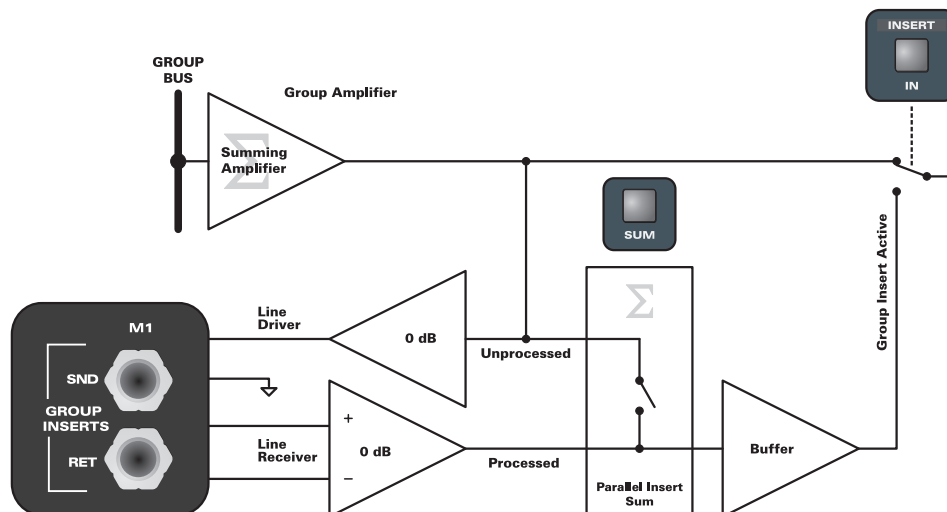 INSERT
IN
GROUP
BUS
Group Amplifier
Σ
Summing
Amplifier
SUM
Group Insert Active
M1
SND
GROUP
INSERTS
RET
Line
Driver
0 dB
Unprocessed
Σ
Line
Receiver
+
0 dB
−
Processed
Parallel Insert
Sum
Buffer